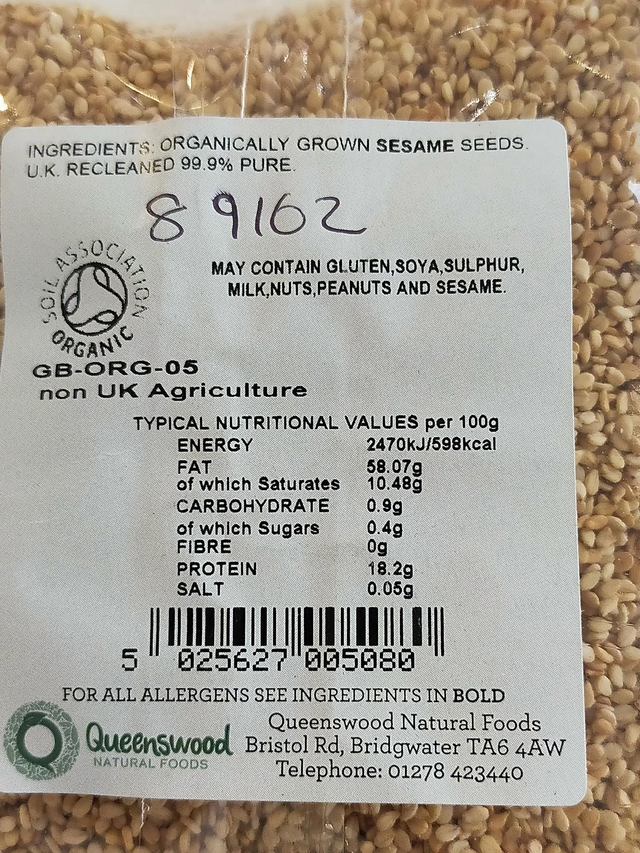 INGREDIENTS: ORGANICALLY GROWN SESAME SEEDS.
U.K. RECLEANED 99.9% PURE.
89162
SOIL ASSOCIATION
ORGANIC
MAY CONTAIN GLUTEN,SOYA,SULPHUR,
MILK,NUTS,PEANUTS AND SESAME.
GB-ORG-05
non UK Agriculture
TYPICAL NUTRITIONAL VALUES per 100g
ENERGY 2470kJ/598kcal
FAT 58.07g
of which Saturates 10.48g
CARBOHYDRATE 0.9g
of which Sugars 0.4g
FIBRE 0g
PROTEIN 18.2g
SALT 0.05g
5 025627 005080
FOR ALL ALLERGENS SEE INGREDIENTS IN BOLD
Queenswood
NATURAL FOODS
Queenswood Natural Foods
Bristol Rd, Bridgwater TA6 4AW
Telephone: 01278 423440